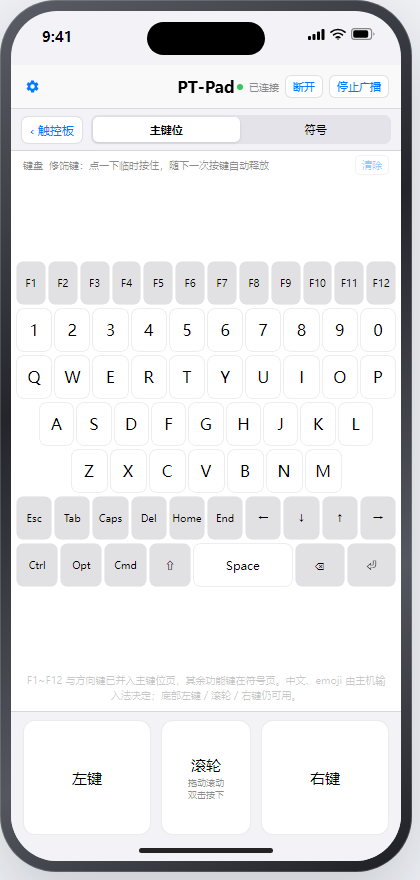 9:41
PT-Pad 已连接 断开 停止广播
‹ 触控板 主键位 符号
键盘 修饰键：点一下临时按住，随下一次按键自动释放 清除
F1 F2 F3 F4 F5 F6 F7 F8 F9 F10 F11 F12
1 2 3 4 5 6 7 8 9 0
Q W E R T Y U I O P
A S D F G H J K L
Z X C V B N M
Esc Tab Caps Del Home End ← ↓ ↑ →
Ctrl Opt Cmd ⇧ Space ⌫ ⏎
F1~F12 与方向键已并入主键位页，其余功能键在符号页。中文、emoji 由主机输
入法决定；底部左键 / 滚轮 / 右键仍可用。
左键 滚轮 右键
拖动滚动
双击按下